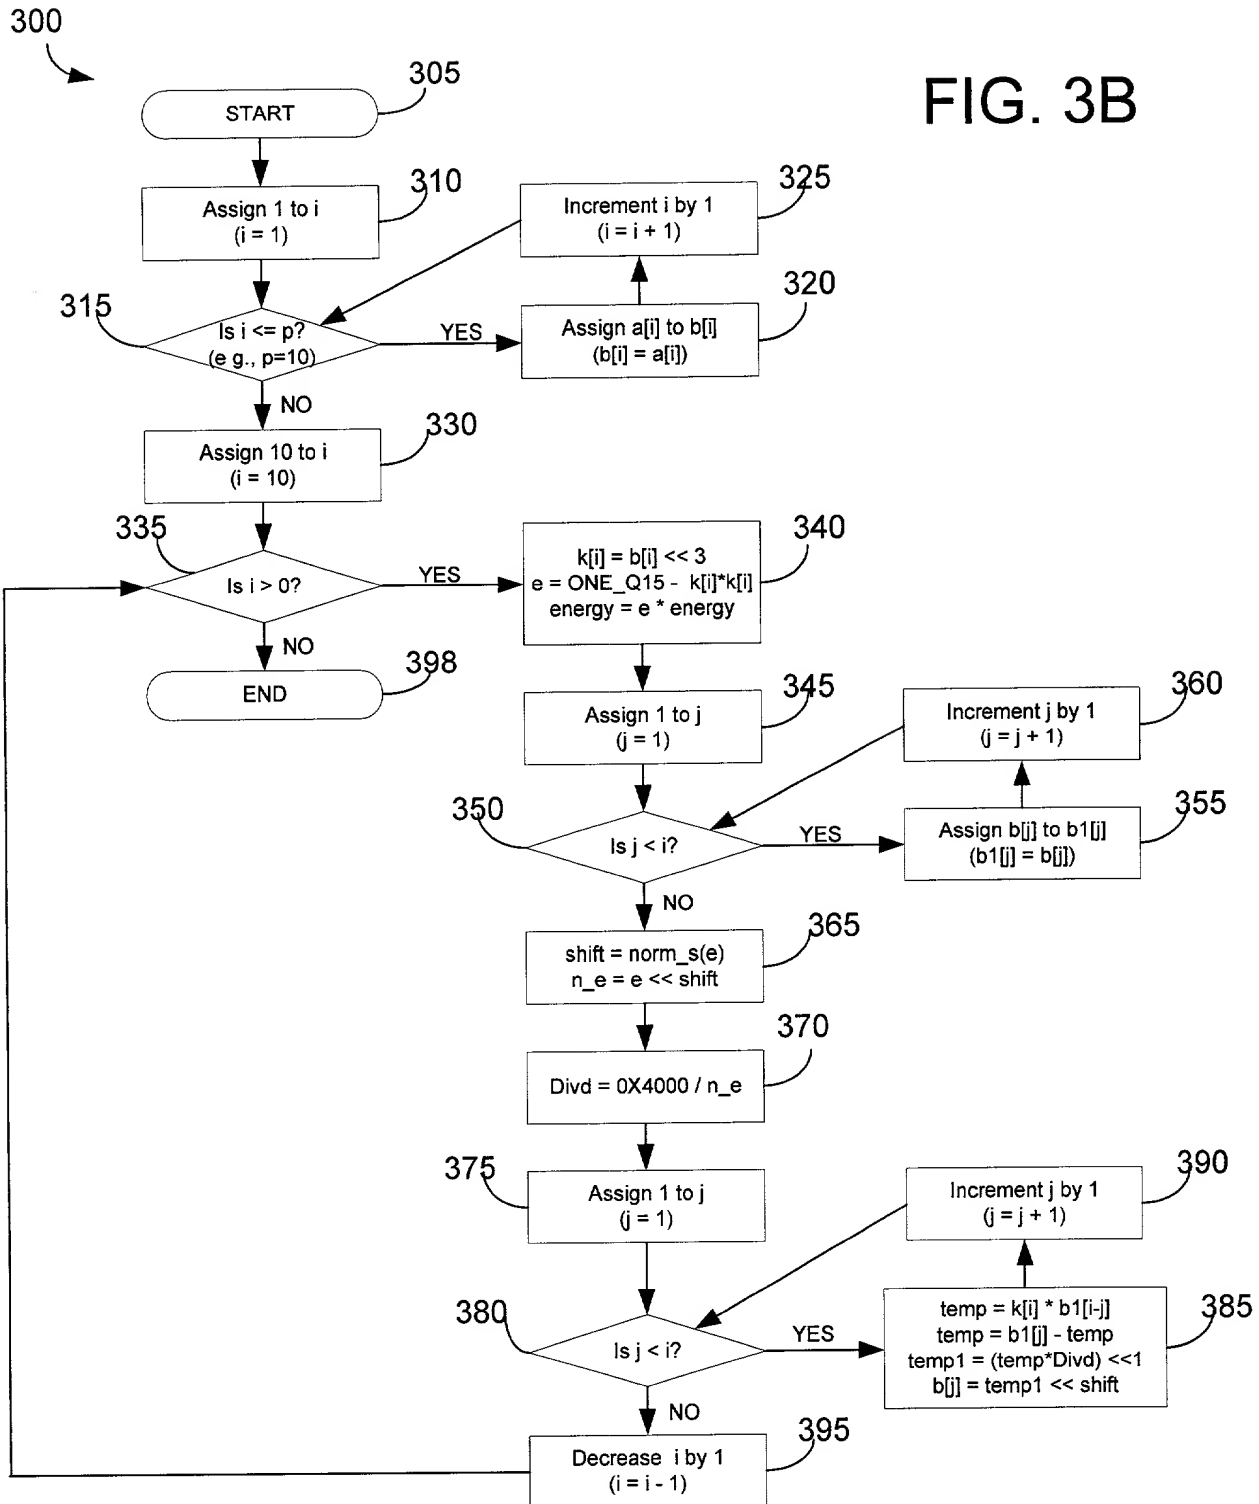 300
FIG. 3B
305
START
310
Assign 1 to i
(i = 1)
325
Increment i by 1
(i = i + 1)
315
Is i <= p?
(e g., p=10)
YES
320
Assign a[i] to b[i]
(b[i] = a[i])
NO
330
Assign 10 to i
(i = 10)
335
Is i > 0?
YES
340
k[i] = b[i] << 3
e = ONE_Q15 - k[i]*k[i]
energy = e * energy
NO
398
END
345
Assign 1 to j
(j = 1)
360
Increment j by 1
(j = j + 1)
350
Is j < i?
YES
355
Assign b[j] to b1[j]
(b1[j] = b[j])
NO
365
shift = norm_s(e)
n_e = e << shift
370
Divd = 0X4000 / n_e
375
Assign 1 to j
(j = 1)
390
Increment j by 1
(j = j + 1)
380
Is j < i?
YES
385
temp = k[i] * b1[i-j]
temp = b1[j] - temp
temp1 = (temp*Divd) <<1
b[j] = temp1 << shift
NO
395
Decrease i by 1
(i = i - 1)